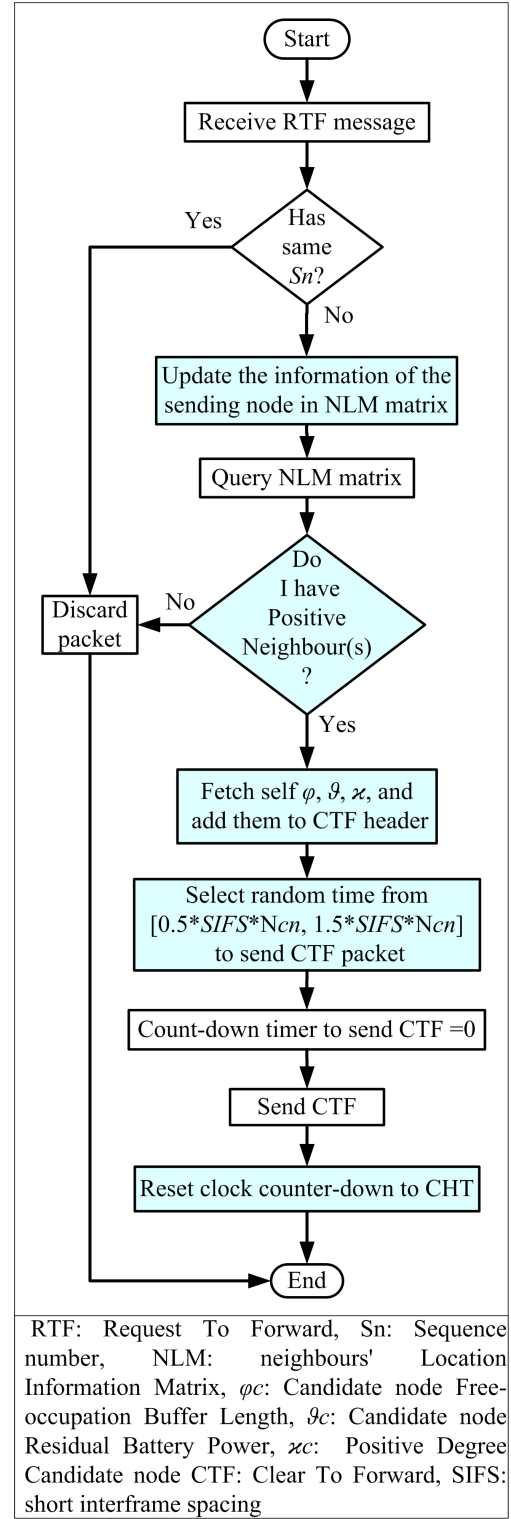 Start
Receive RTF message
Has
same
Sn?
Yes
No
Update the information of the
sending node in NLM matrix
Query NLM matrix
Do
I have
Positive
Neighbour(s)
?
No
Discard
packet
Yes
Fetch self φ, ϑ, ϰ, and
add them to CTF header
Select random time from
[0.5*SIFS*Ncn, 1.5*SIFS*Ncn]
to send CTF packet
Count-down timer to send CTF =0
Send CTF
Reset clock counter-down to CHT
End
RTF: Request To Forward, Sn: Sequence
number, NLM: neighbours' Location
Information Matrix, φc: Candidate node Free-
occupation Buffer Length, ϑc: Candidate node
Residual Battery Power, ϰc: Positive Degree
Candidate node CTF: Clear To Forward, SIFS:
short interframe spacing